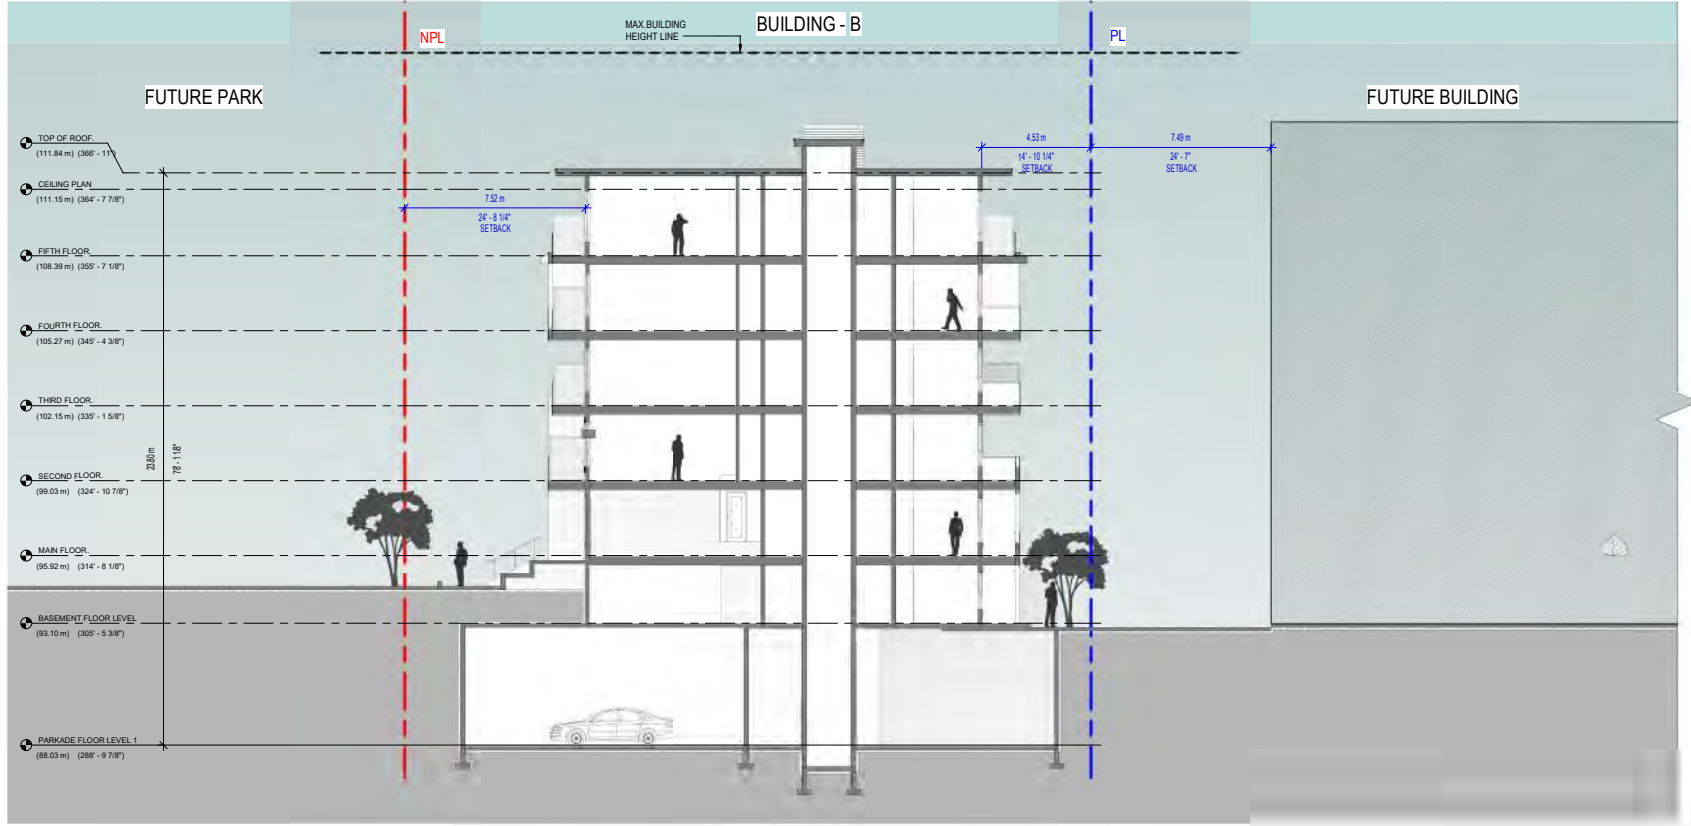 BUILDING - B
MAX.BUILDING
HEIGHT LINE
NPL
PL
FUTURE PARK
FUTURE BUILDING
TOP OF ROOF.
(111.84 m) (366' - 11")
4.53 m
14' - 10 1/4"
SETBACK
7.49 m
24' - 7"
SETBACK
CEILING PLAN
(111.15 m) (364' - 7 7/8")
7.52 m
24' - 8 1/4"
SETBACK
FIFTH FLOOR.
(108.39 m) (355' - 7 1/8")
FOURTH FLOOR.
(105.27 m) (345' - 4 3/8")
THIRD FLOOR.
(102.15 m) (335' - 1 5/8")
23.80 m
78' - 1 1/8"
SECOND FLOOR.
(99.03 m) (324' - 10 7/8")
MAIN FLOOR.
(95.92 m) (314' - 8 1/8")
BASEMENT FLOOR LEVEL
(93.10 m) (305' - 5 3/8")
PARKADE FLOOR LEVEL 1
(88.03 m) (288' - 9 7/8")